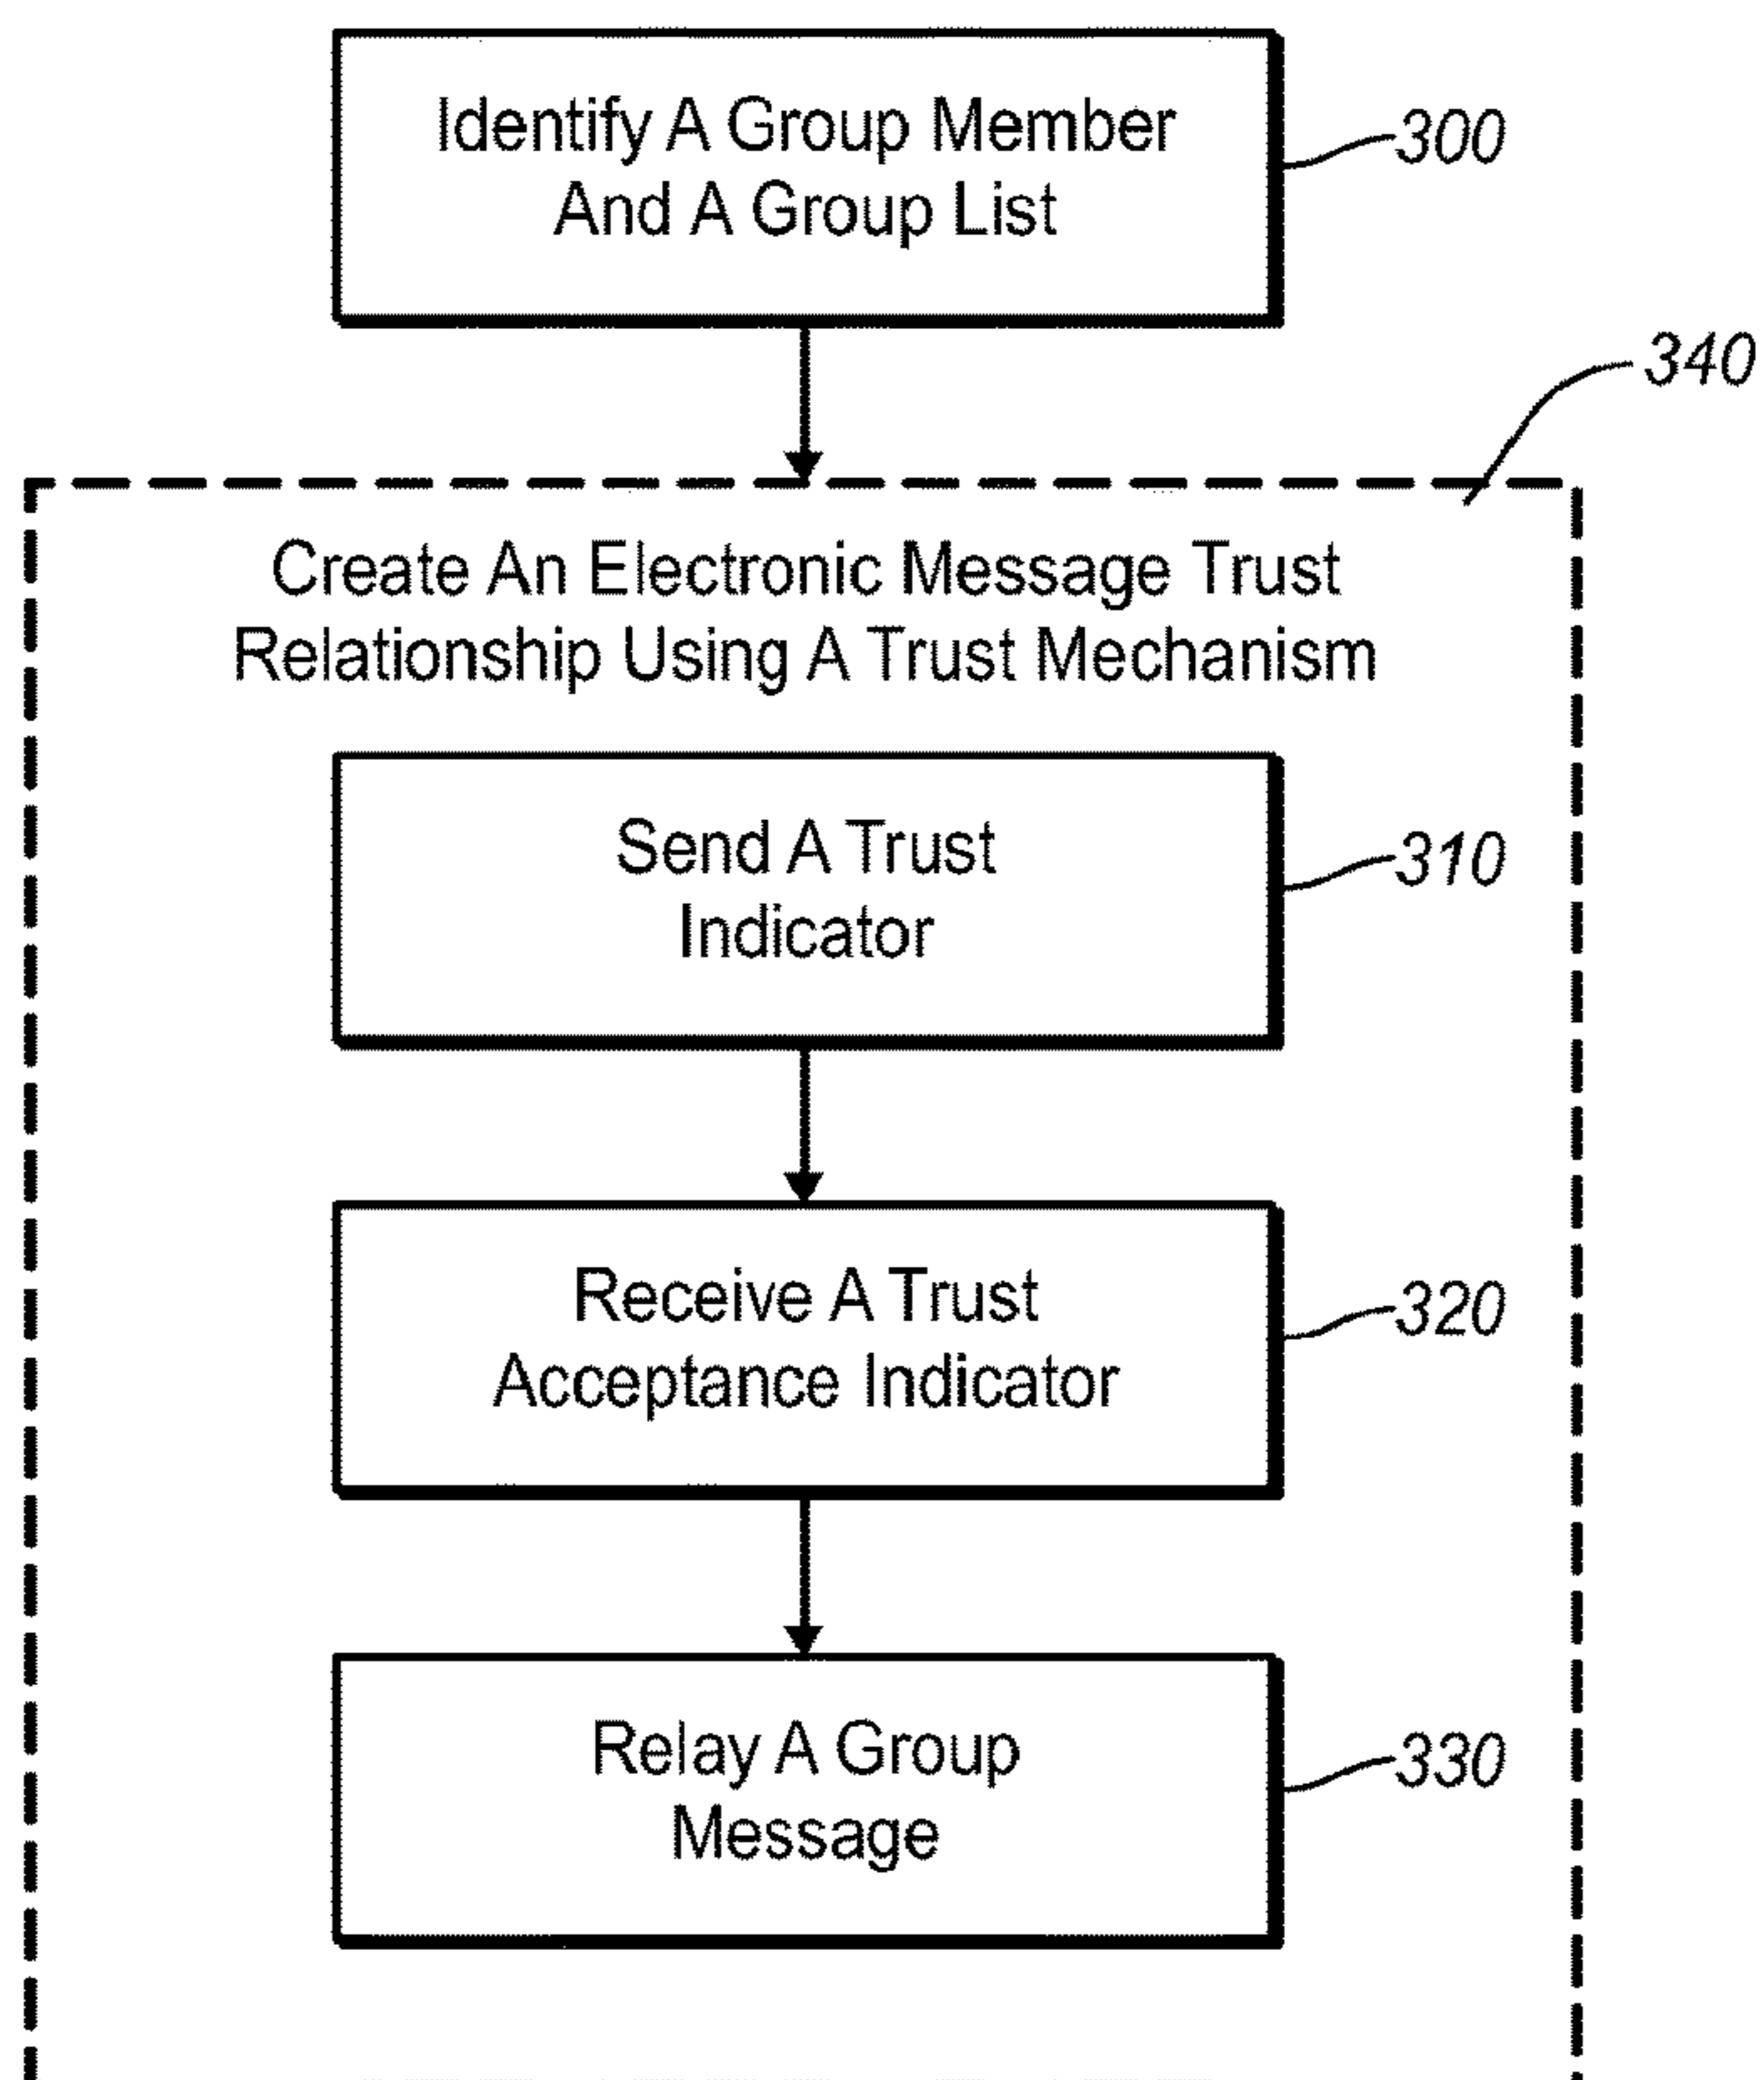 Identify A Group Member
And A Group List
300
340
Create An Electronic Message Trust
Relationship Using A Trust Mechanism
Send A Trust
Indicator
310
Receive A Trust
Acceptance Indicator
320
Relay A Group
Message
330